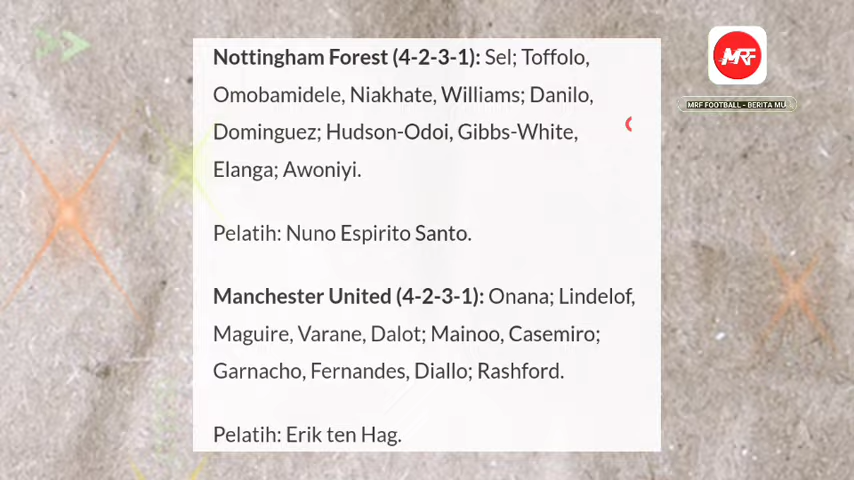 Nottingham Forest (4-2-3-1): Sel; Toffolo,
Omobamidele, Niakhate, Williams; Danilo,
Dominguez; Hudson-Odoi, Gibbs-White,
Elanga; Awoniyi.
Pelatih: Nuno Espirito Santo.
Manchester United (4-2-3-1): Onana; Lindelof,
Maguire, Varane, Dalot; Mainoo, Casemiro;
Garnacho, Fernandes, Diallo; Rashford.
Pelatih: Erik ten Hag.
MRF
MRF FOOTBALL - BERITA MU